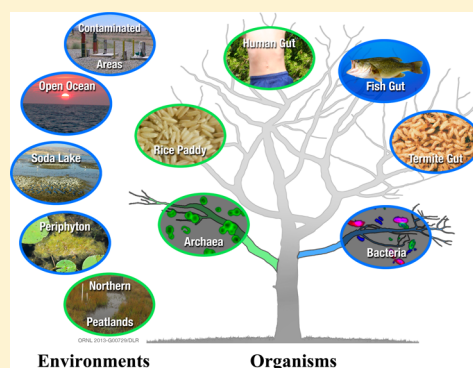 Contaminated
Areas
Human Gut
Fish Gut
Open Ocean
Rice Paddy
Termite Gut
Soda Lake
Periphyton
Archaea
Bacteria
Northern
Peatlands
ORNL 2013-G00729/DLR
Environments
Organisms